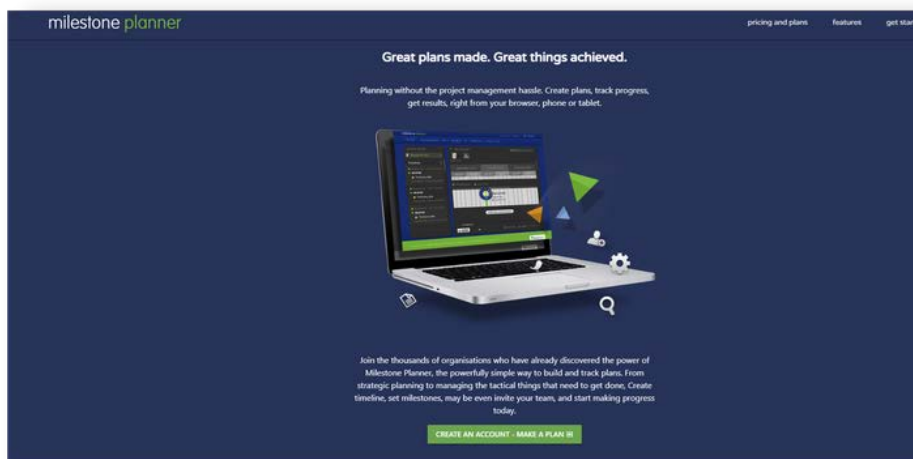 milestone planner
pricing and plans features get star
Great plans made. Great things achieved.
Planning without the project management hassle. Create plans, track progress,
get results, right from your browser, phone or tablet.
Join the thousands of organisations who have already discovered the power of
Milestone Planner, the powerfully simple way to build and track plans. From
strategic planning to managing the tactical things that need to get done, Create
timeline, set milestones, may be even invite your team, and start making progress
today.
CREATE AN ACCOUNT - MAKE A PLAN